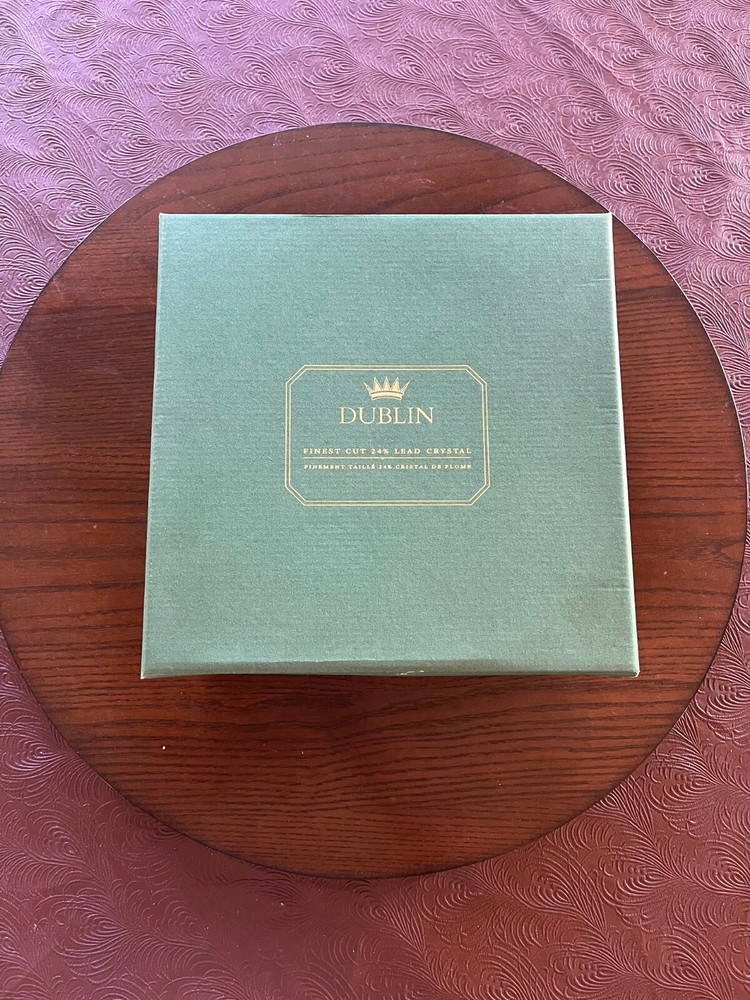 DUBLIN
FINEST CUT 24% LEAD CRYSTAL
FINEMENT TAILLÉ 24% CRISTAL DE PLOMB